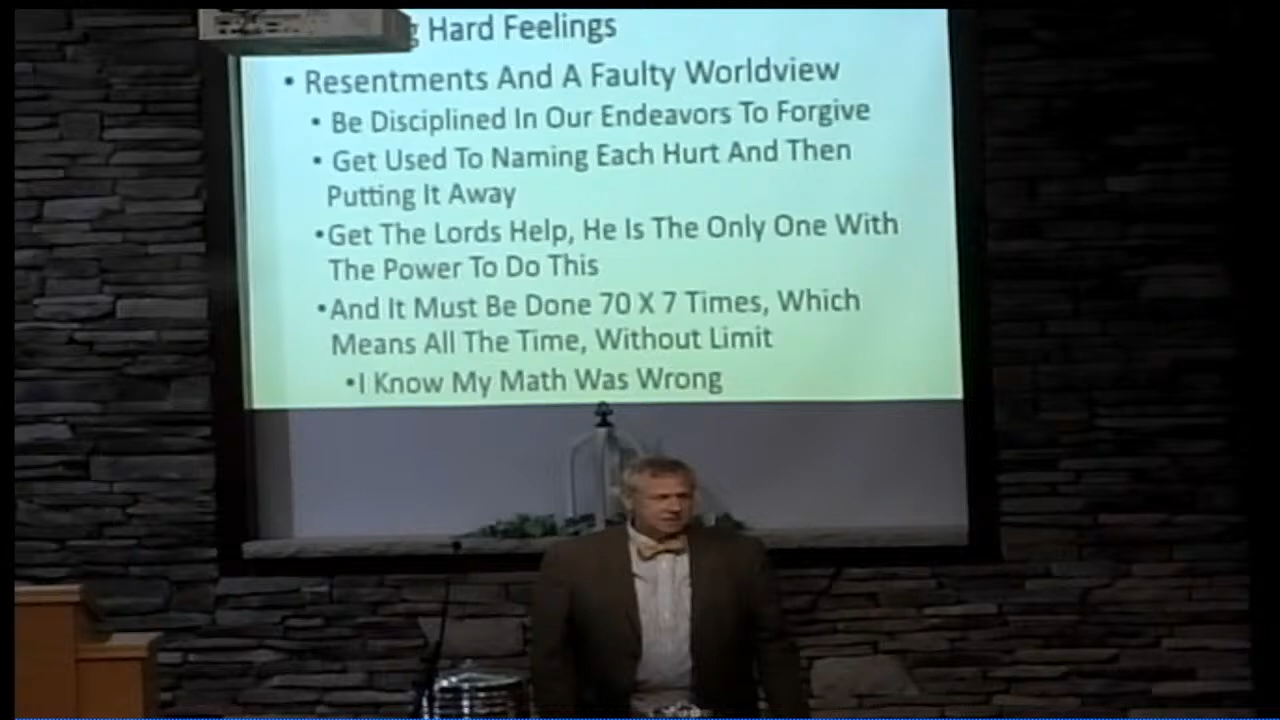 Hard Feelings
• Resentments And A Faulty Worldview
• Be Disciplined In Our Endeavors To Forgive
• Get Used To Naming Each Hurt And Then
Putting It Away
•Get The Lords Help, He Is The Only One With
The Power To Do This
•And It Must Be Done 70 X 7 Times, Which
Means All The Time, Without Limit
•I Know My Math Was Wrong